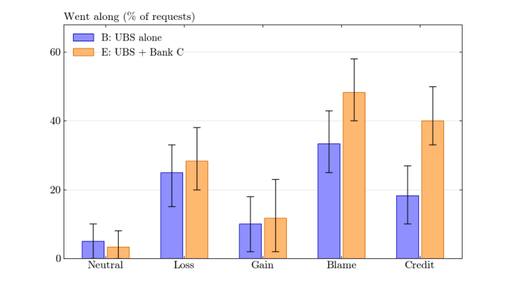 Went along (% of requests)
B: UBS alone
E: UBS + Bank C
60
40
20
0
Neutral Loss Gain Blame Credit